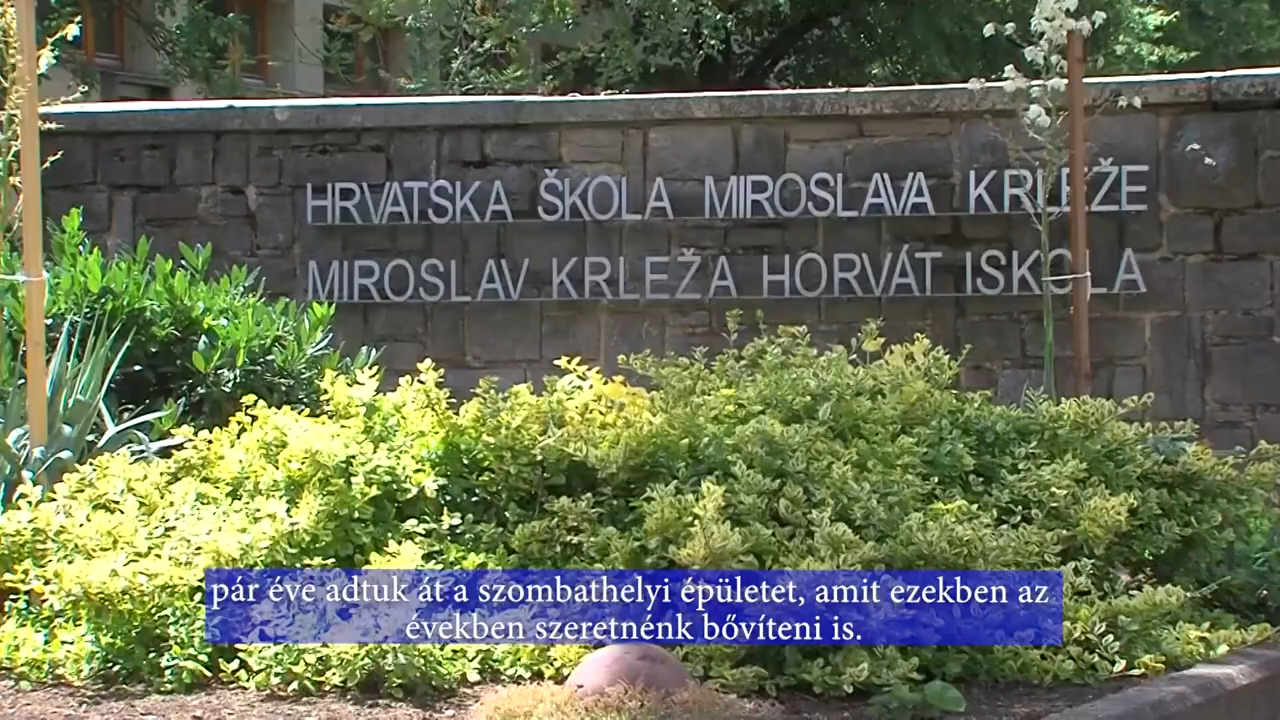 HRVATSKA ŠKOLA MIROSLAVA KRLEŽE
MIROSLAV KRLEŽA HORVÁT ISKOLA
pár éve adtuk át a szombathelyi épületet, amit ezekben az
években szeretnénk bővíteni is.